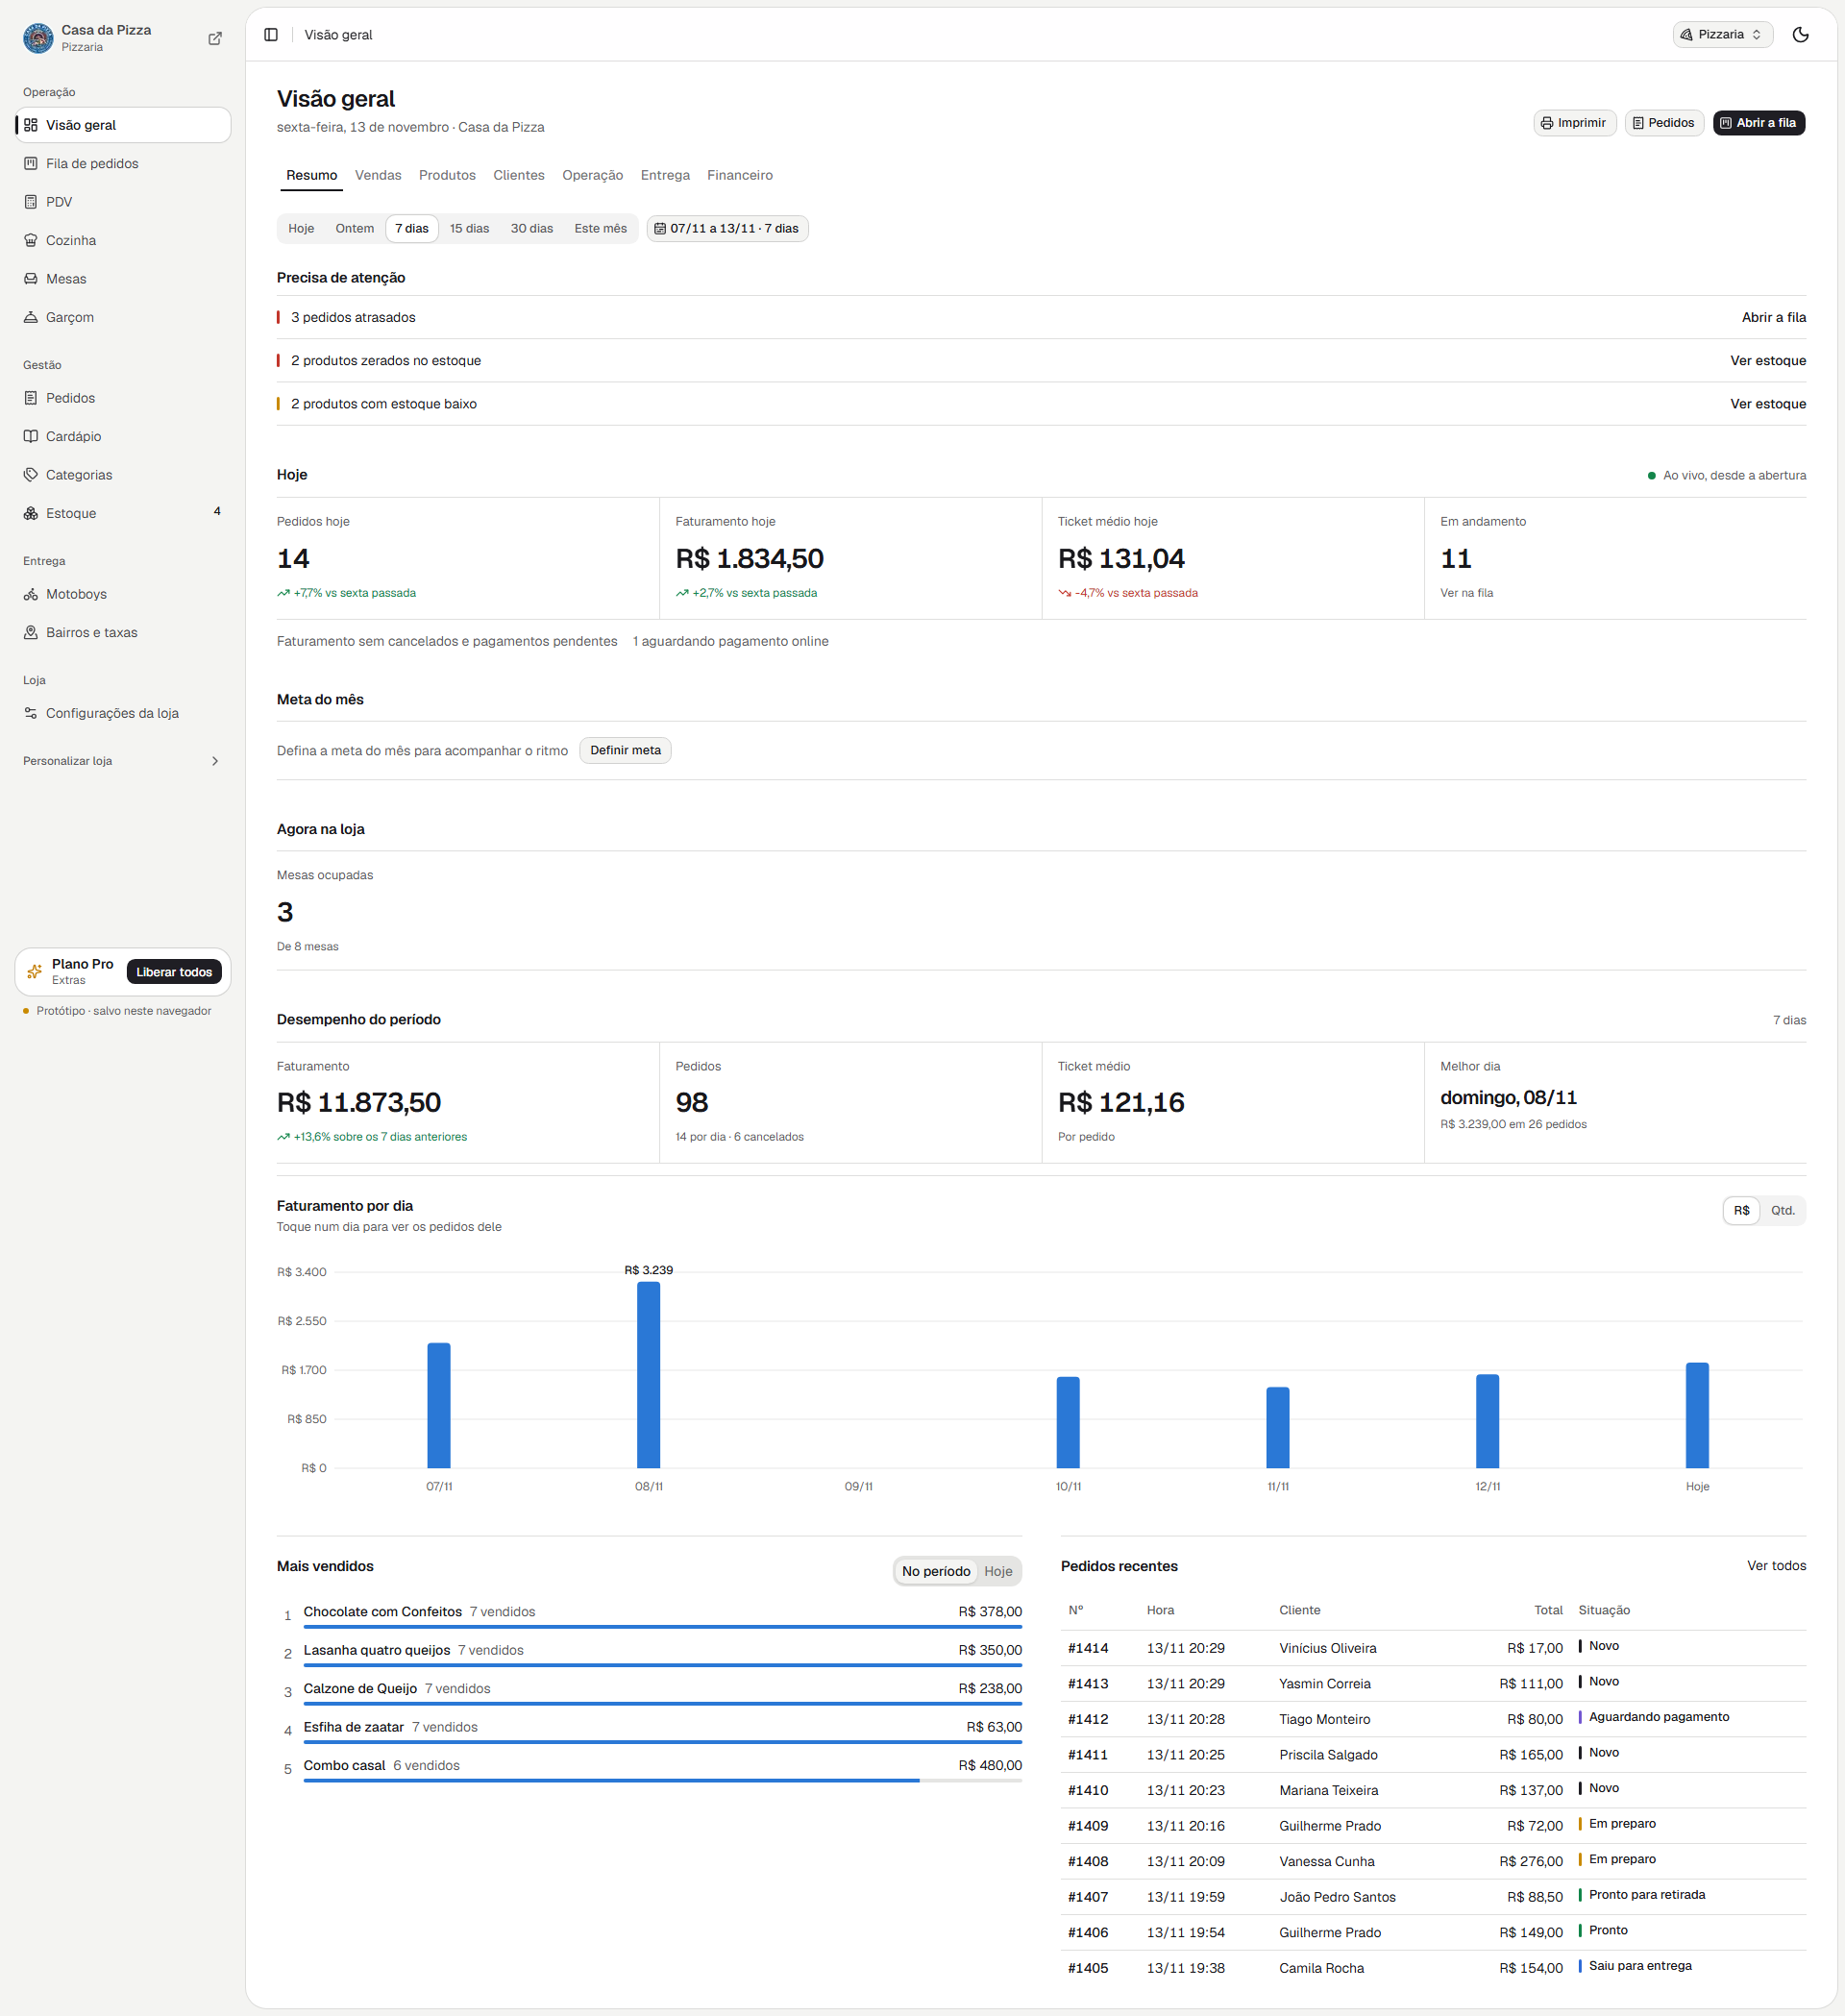 Casa da Pizza
Pizzaria
Operação
Visão geral
Fila de pedidos
PDV
Cozinha
Mesas
Garçom
Gestão
Pedidos
Cardápio
Categorias
Estoque 4
Entrega
Motoboys
Bairros e taxas
Loja
Configurações da loja
Personalizar loja
Plano Pro
Extras
Liberar todos
Protótipo · salvo neste navegador
Visão geral
Pizzaria
Visão geral
sexta-feira, 13 de novembro · Casa da Pizza
Imprimir Pedidos Abrir a fila
Resumo Vendas Produtos Clientes Operação Entrega Financeiro
Hoje Ontem 7 dias 15 dias 30 dias Este mês 07/11 a 13/11 · 7 dias
Precisa de atenção
3 pedidos atrasados Abrir a fila
2 produtos zerados no estoque Ver estoque
2 produtos com estoque baixo Ver estoque
Hoje Ao vivo, desde a abertura
Pedidos hoje Faturamento hoje Ticket médio hoje Em andamento
14 R$ 1.834,50 R$ 131,04 11
+7,7% vs sexta passada +2,7% vs sexta passada -4,7% vs sexta passada Ver na fila
Faturamento sem cancelados e pagamentos pendentes 1 aguardando pagamento online
Meta do mês
Defina a meta do mês para acompanhar o ritmo Definir meta
Agora na loja
Mesas ocupadas
3
De 8 mesas
Desempenho do período 7 dias
Faturamento Pedidos Ticket médio Melhor dia
R$ 11.873,50 98 R$ 121,16 domingo, 08/11
+13,6% sobre os 7 dias anteriores 14 por dia · 6 cancelados Por pedido R$ 3.239,00 em 26 pedidos
Faturamento por dia R$ Qtd.
Toque num dia para ver os pedidos dele
R$ 3.239
R$ 3.400
R$ 2.550
R$ 1.700
R$ 850
R$ 0
07/11 08/11 09/11 10/11 11/11 12/11 Hoje
Mais vendidos No período Hoje
1 Chocolate com Confeitos 7 vendidos R$ 378,00
2 Lasanha quatro queijos 7 vendidos R$ 350,00
3 Calzone de Queijo 7 vendidos R$ 238,00
4 Esfiha de zaatar 7 vendidos R$ 63,00
5 Combo casal 6 vendidos R$ 480,00
Pedidos recentes Ver todos
Nº Hora Cliente Total Situação
#1414 13/11 20:29 Vinícius Oliveira R$ 17,00 Novo
#1413 13/11 20:29 Yasmin Correia R$ 111,00 Novo
#1412 13/11 20:28 Tiago Monteiro R$ 80,00 Aguardando pagamento
#1411 13/11 20:25 Priscila Salgado R$ 165,00 Novo
#1410 13/11 20:23 Mariana Teixeira R$ 137,00 Novo
#1409 13/11 20:16 Guilherme Prado R$ 72,00 Em preparo
#1408 13/11 20:09 Vanessa Cunha R$ 276,00 Em preparo
#1407 13/11 19:59 João Pedro Santos R$ 88,50 Pronto para retirada
#1406 13/11 19:54 Guilherme Prado R$ 149,00 Pronto
#1405 13/11 19:38 Camila Rocha R$ 154,00 Saiu para entrega